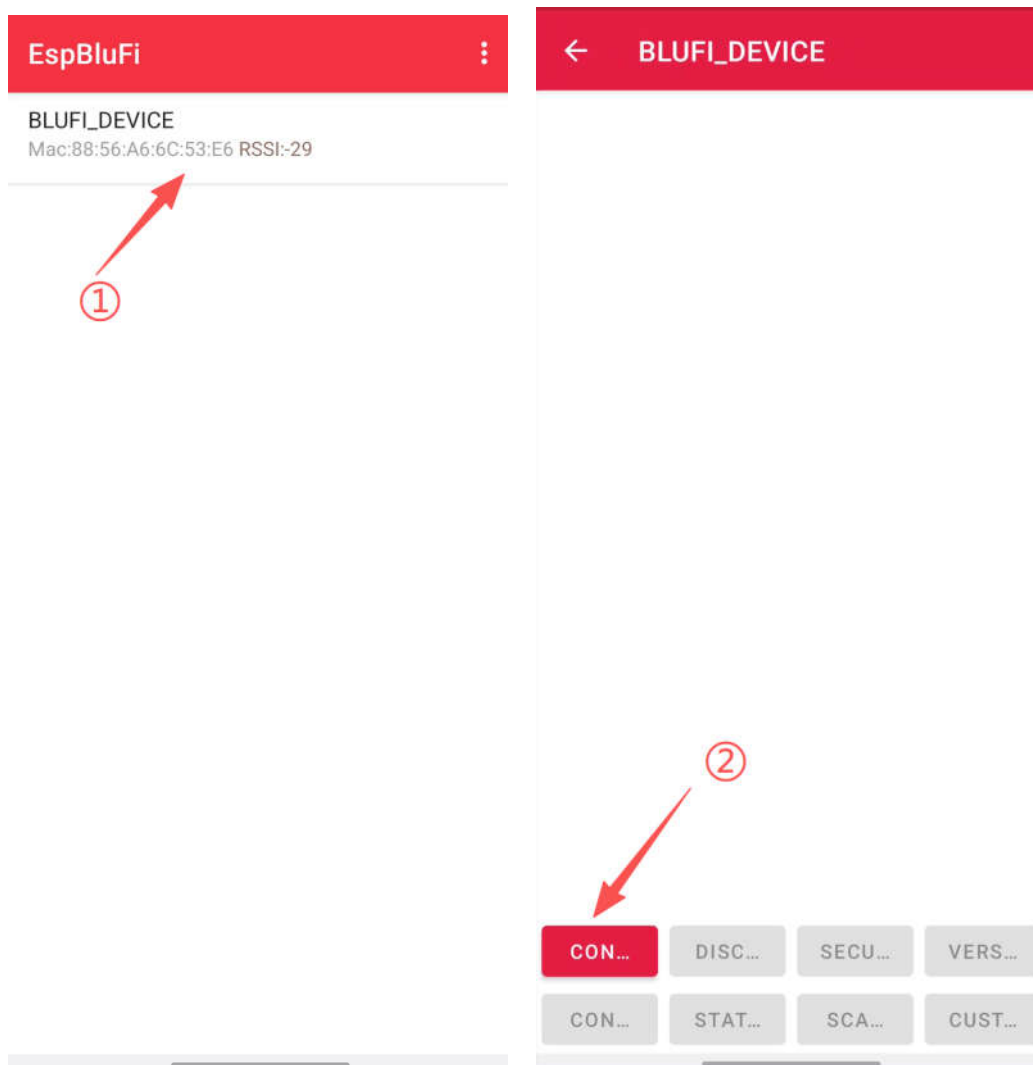 EspBluFi
BLUFI_DEVICE
Mac:88:56:A6:6C:53:E6 RSSI:-29
①
BLUFI_DEVICE
②
CON...
DISC...
SECU...
VERS...
CON...
STAT...
SCA...
CUST...